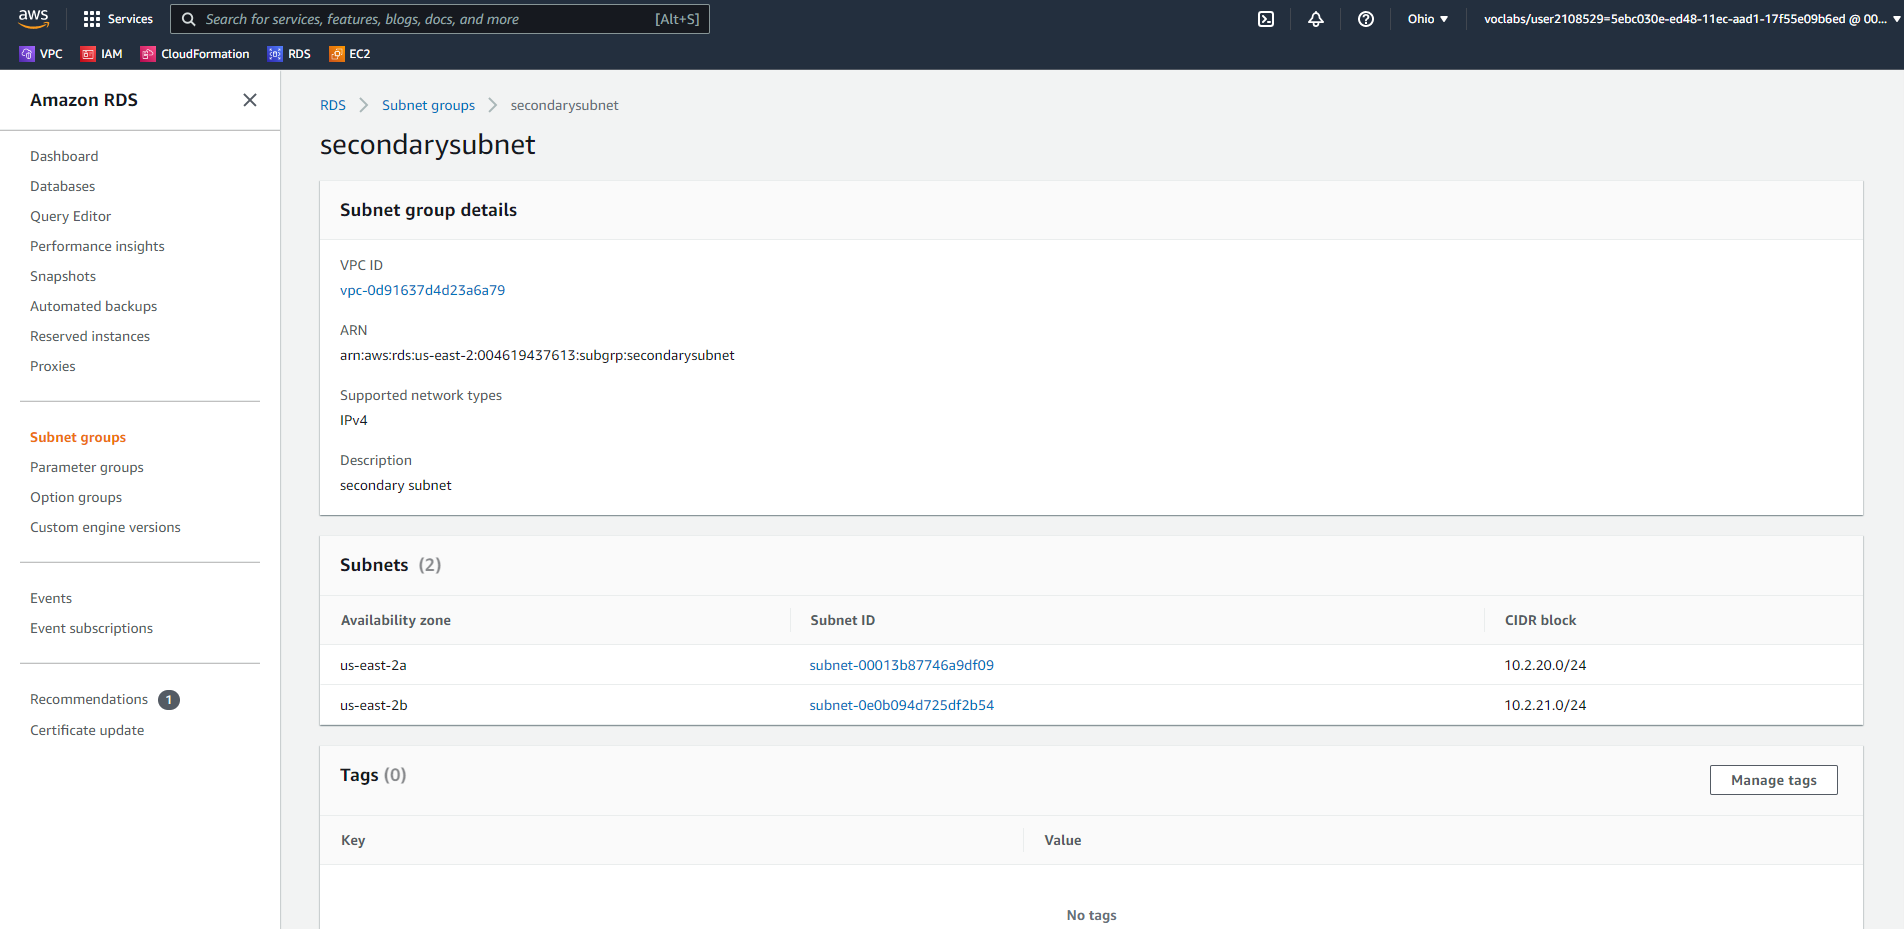 aws
Services
Search for services, features, blogs, docs, and more [Alt+S]
Ohio ▼
voclabs/user2108529=5ebc030e-ed48-11ec-aad1-17f55e09b6ed @ 00... ▼
VPC
IAM
CloudFormation
RDS
EC2
Amazon RDS
Dashboard
Databases
Query Editor
Performance insights
Snapshots
Automated backups
Reserved instances
Proxies
Subnet groups
Parameter groups
Option groups
Custom engine versions
Events
Event subscriptions
Recommendations 1
Certificate update
RDS > Subnet groups > secondarysubnet
secondarysubnet
Subnet group details
VPC ID
vpc-0d91637d4d23a6a79
ARN
arn:aws:rds:us-east-2:004619437613:subgrp:secondarysubnet
Supported network types
IPv4
Description
secondary subnet
Subnets (2)
Availability zone Subnet ID CIDR block
us-east-2a subnet-00013b87746a9df09 10.2.20.0/24
us-east-2b subnet-0e0b094d725df2b54 10.2.21.0/24
Tags (0)
Manage tags
Key Value
No tags